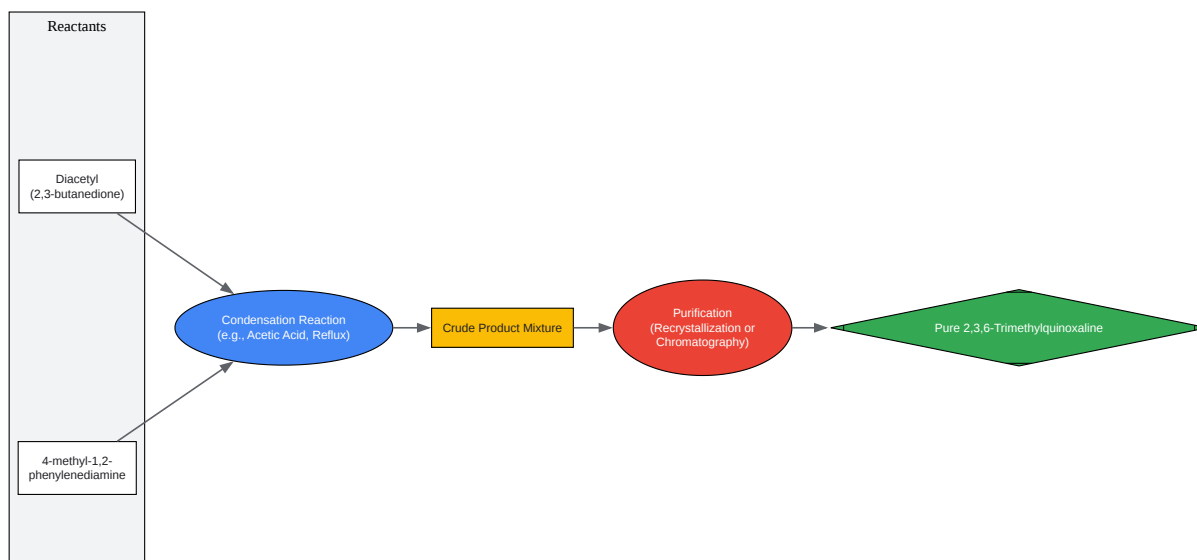 Reactants
Diacetyl
(2,3-butanedione)
Condensation Reaction
(e.g., Acetic Acid, Reflux)
Crude Product Mixture
Purification
(Recrystallization or
Chromatography)
Pure 2,3,6-Trimethylquinoxaline
4-methyl-1,2-
phenylenediamine